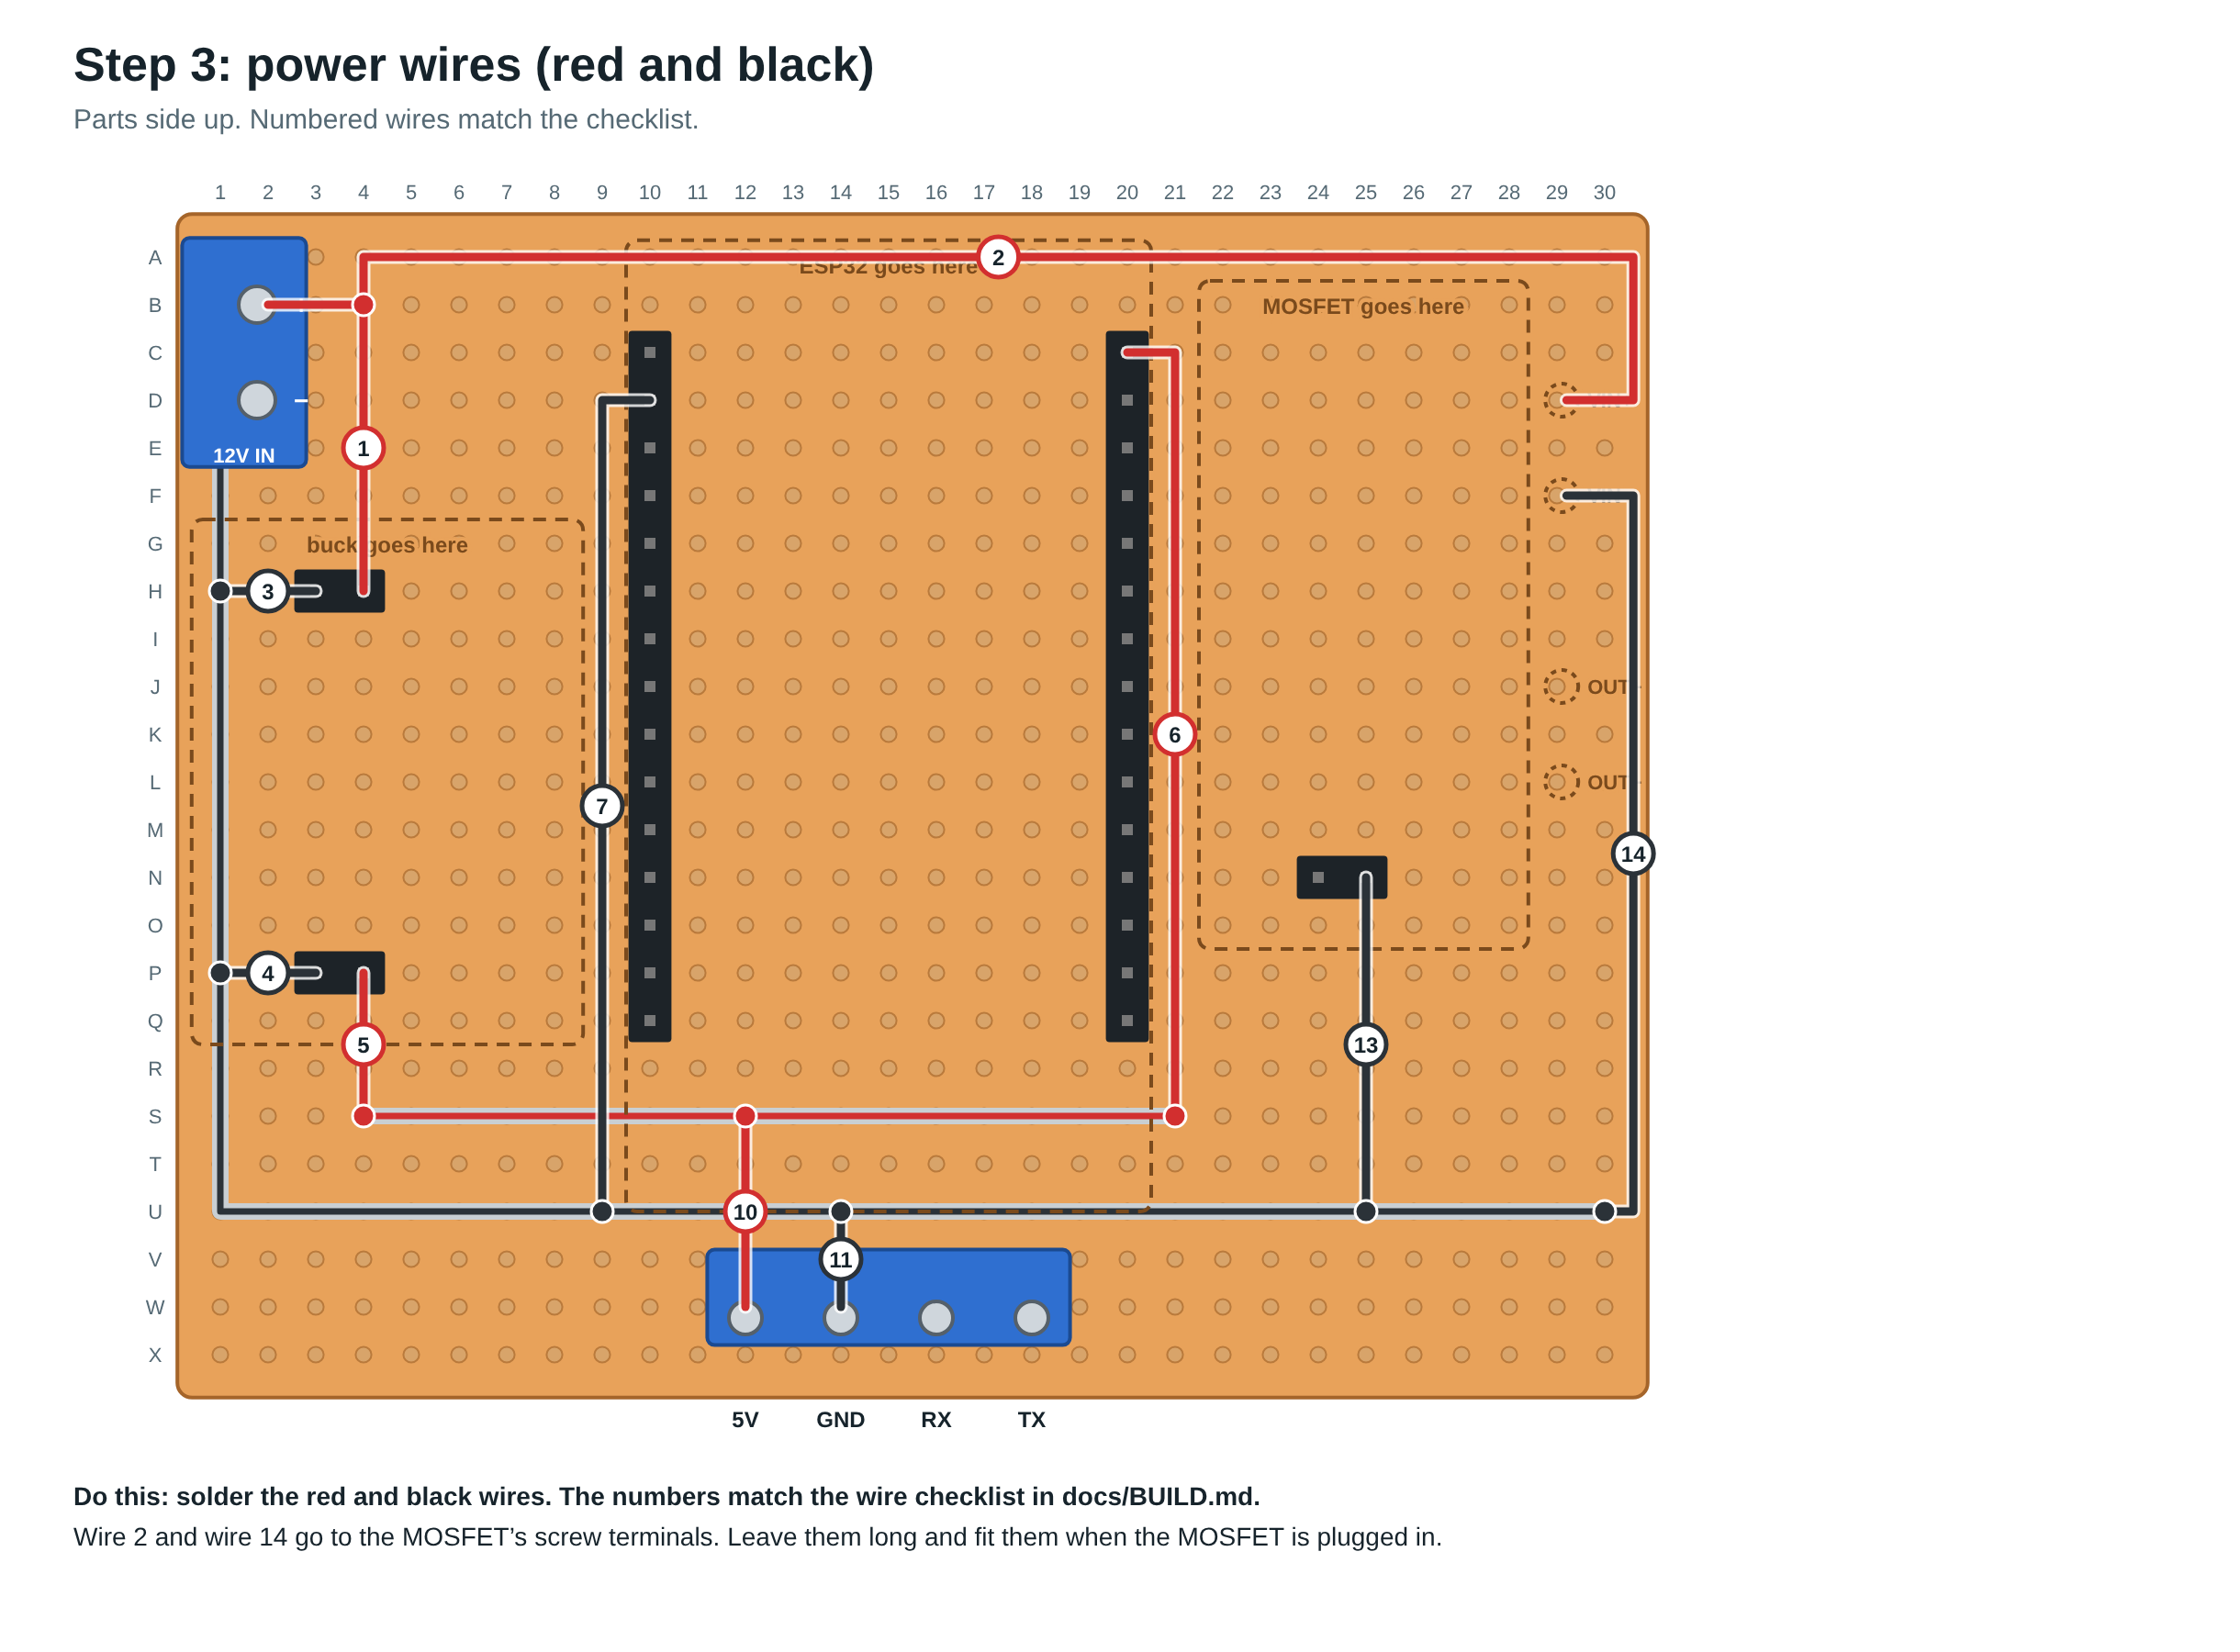 Step 3: power wires (red and black)
Parts side up. Numbered wires match the checklist.
1 2 3 4 5 6 7 8 9 10 11 12 13 14 15 16 17 18 19 20 21 22 23 24 25 26 27 28 29 30
A
2
ESP32 goes here
B
MOSFET goes here
C
D
–
E
1
12V IN
F
G
buck goes here
H
3
I
J
OUT
K
6
L
OUT
7
M
14
N
O
P
4
Q
5
13
R
S
T
U
10
V
11
W
X
5V GND RX TX
Do this: solder the red and black wires. The numbers match the wire checklist in docs/BUILD.md.
Wire 2 and wire 14 go to the MOSFET’s screw terminals. Leave them long and fit them when the MOSFET is plugged in.